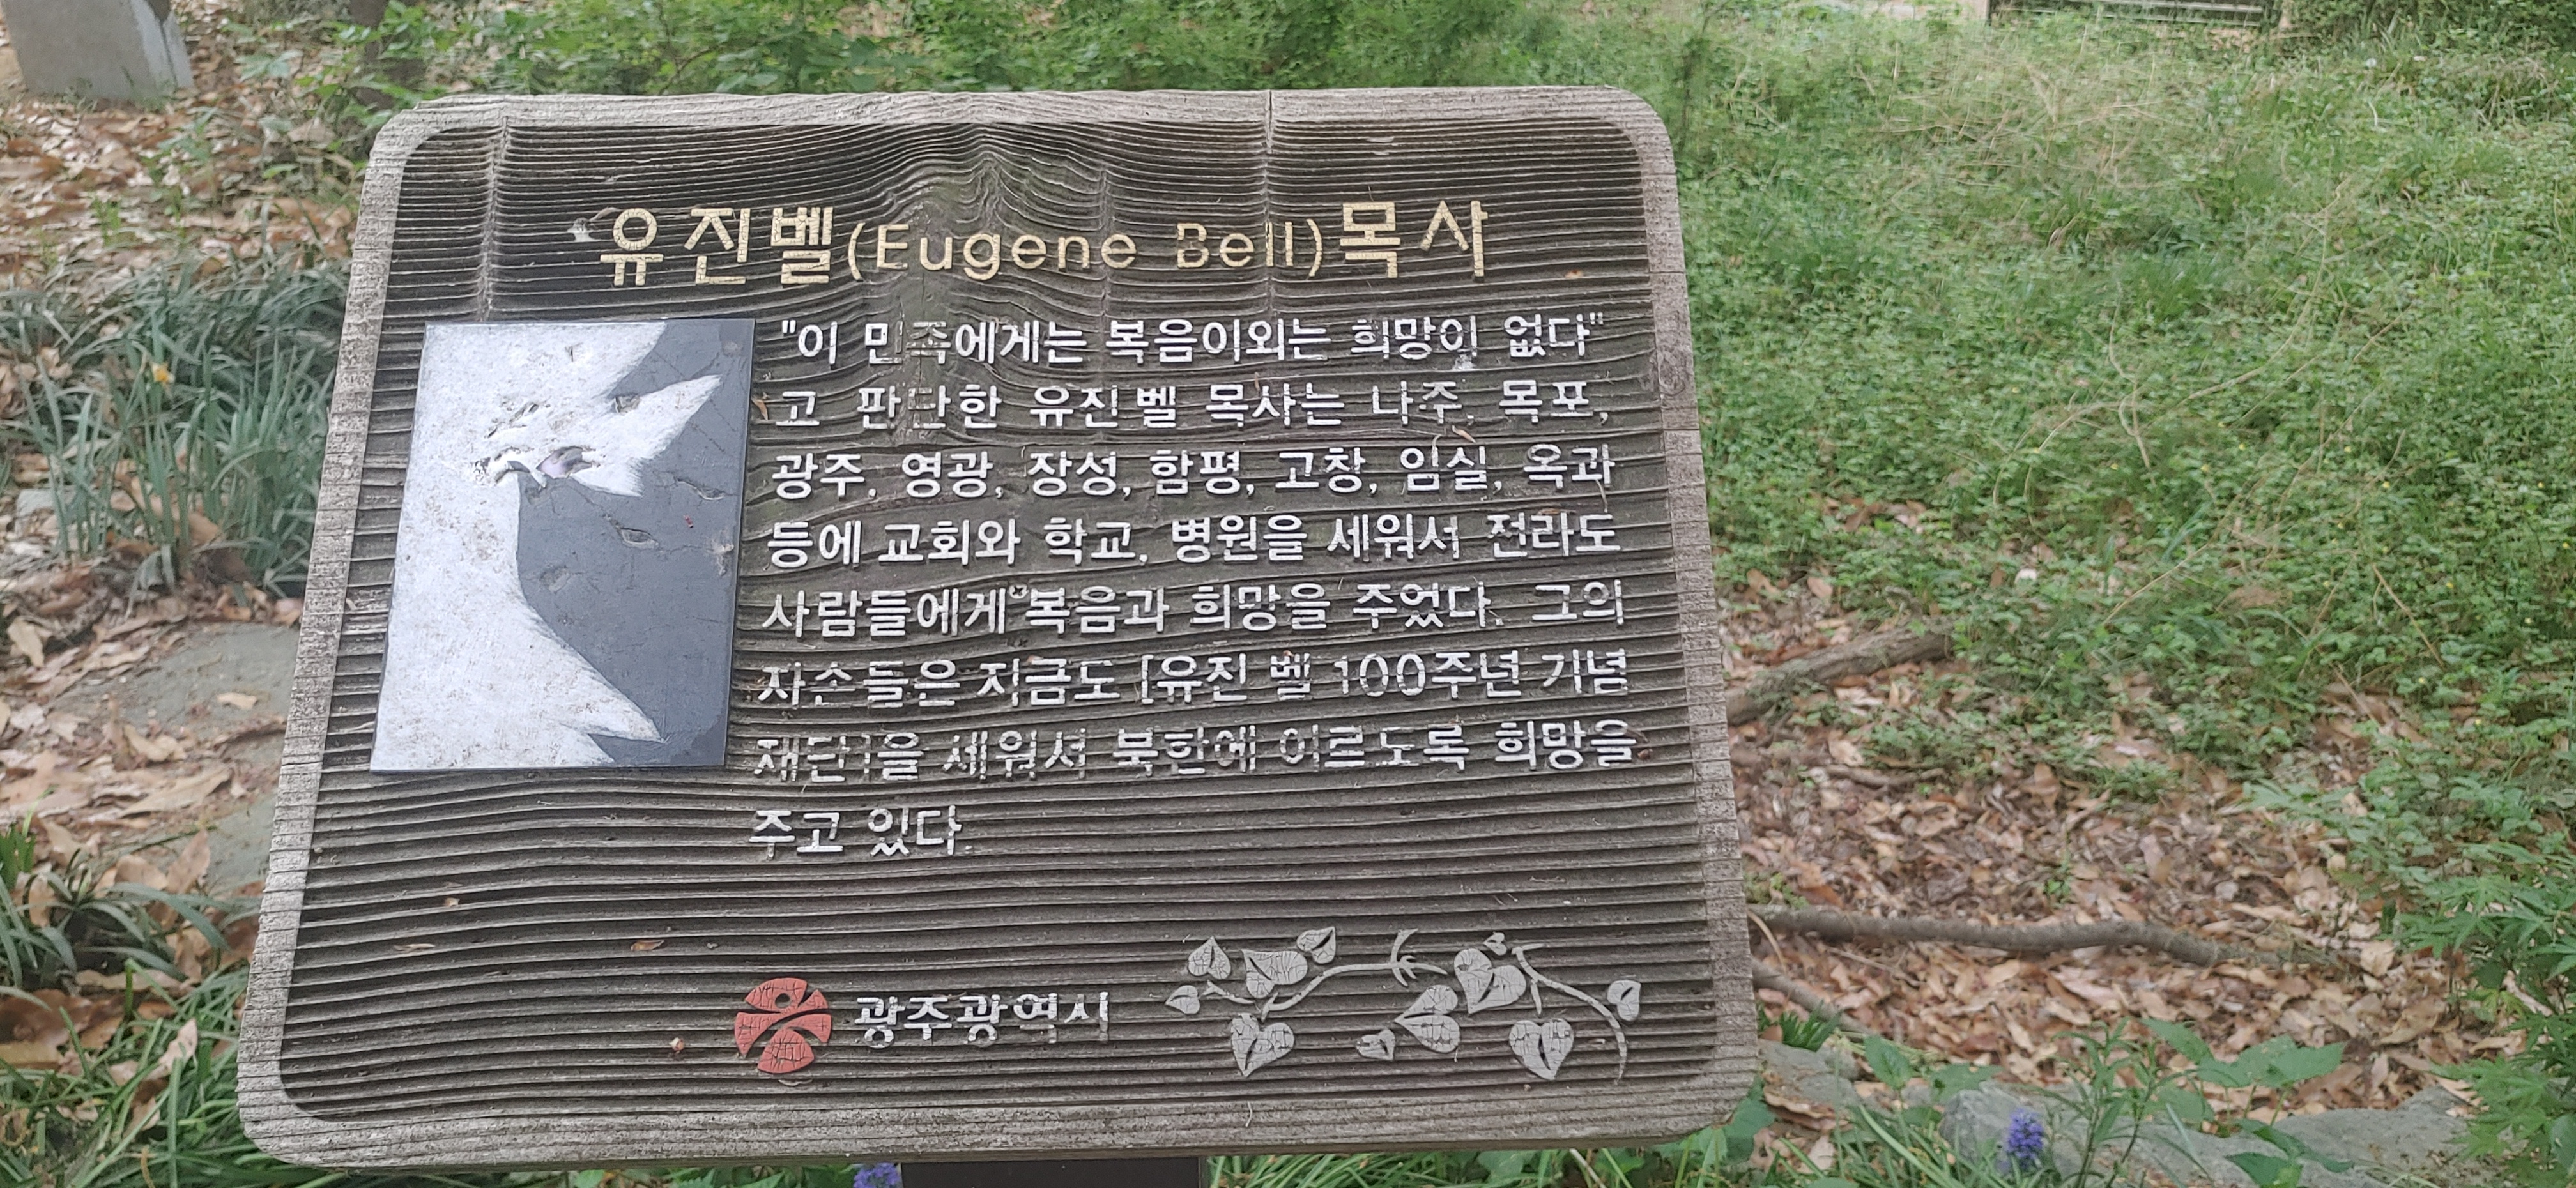 유진벨(Eugene Bell)목사
"이 민족에게는 복음이외는 희망이 없다"
고 판단한 유진벨 목사는 나주, 목포,
광주, 영광, 장성, 함평, 고창, 임실, 옥과
등에 교회와 학교, 병원을 세워서 전라도
사람들에게 복음과 희망을 주었다. 그의
자손들은 지금도 [유진 벨 100주년 기념
재단]을 세워서 북한에 이르도록 희망을
주고 있다.
광주광역시